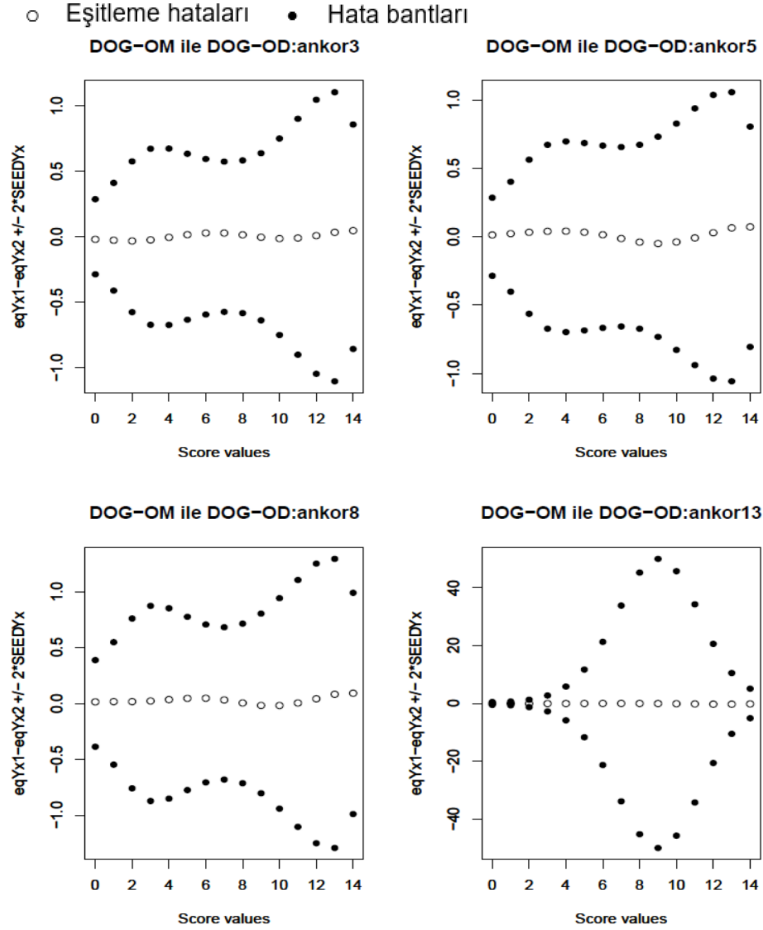 ○ Eşitleme hataları ● Hata bantları
DOG−OM ile DOG−OD:ankor3
eqYx1−eqYx2 +/− 2*SEEDYx
1.0
0.5
0.0
−0.5
−1.0
0 2 4 6 8 10 12 14
Score values
DOG−OM ile DOG−OD:ankor5
eqYx1−eqYx2 +/− 2*SEEDYx
1.0
0.5
0.0
−0.5
−1.0
0 2 4 6 8 10 12 14
Score values
DOG−OM ile DOG−OD:ankor8
eqYx1−eqYx2 +/− 2*SEEDYx
1.0
0.5
0.0
−0.5
−1.0
0 2 4 6 8 10 12 14
Score values
DOG−OM ile DOG−OD:ankor13
eqYx1−eqYx2 +/− 2*SEEDYx
40
20
0
−20
−40
0 2 4 6 8 10 12 14
Score values